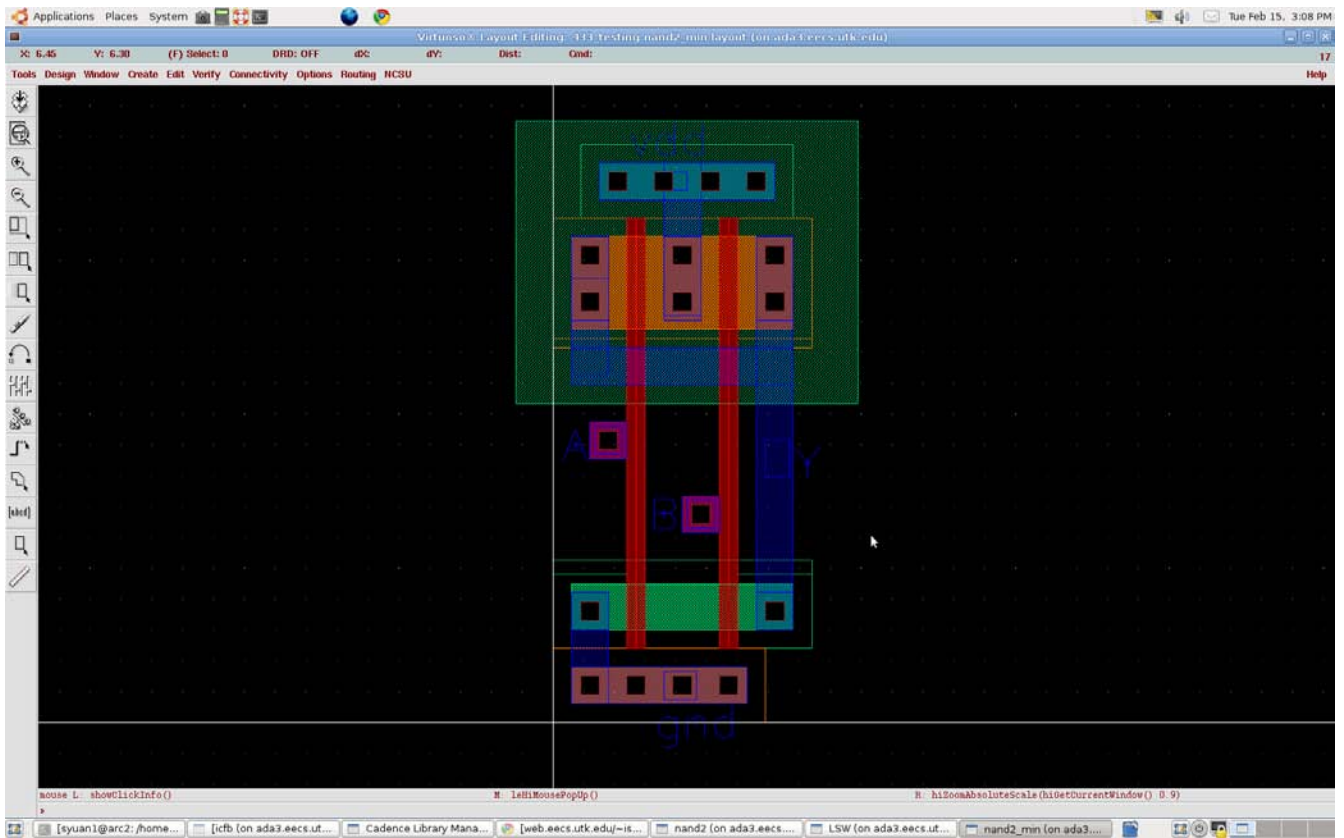 Applications Places System Tue Feb 15, 3:08 PM
Virtuoso® Layout Editing: 433_testing nand2_min layout (on ada3.eecs.utk.edu)
X: 6.45 Y: 6.30 (F) Select: 0 DRD: OFF dX: dY: Dist: Cmd:
17
Tools Design Window Create Edit Verify Connectivity Options Routing NCSU Help
vdd
A
Y
B
[abcd]
gnd
mouse L: showClickInfo() M: leHiMousePopUp() R: hiZoomAbsoluteScale(hiGetCurrentWindow() 0.9)
>
[syuan1@arc2: /home... [icfb (on ada3.eecs.ut... Cadence Library Mana... [web.eecs.utk.edu/~is... nand2 (on ada3.eecs.... LSW (on ada3.eecs.ut... nand2_min (on ada3....